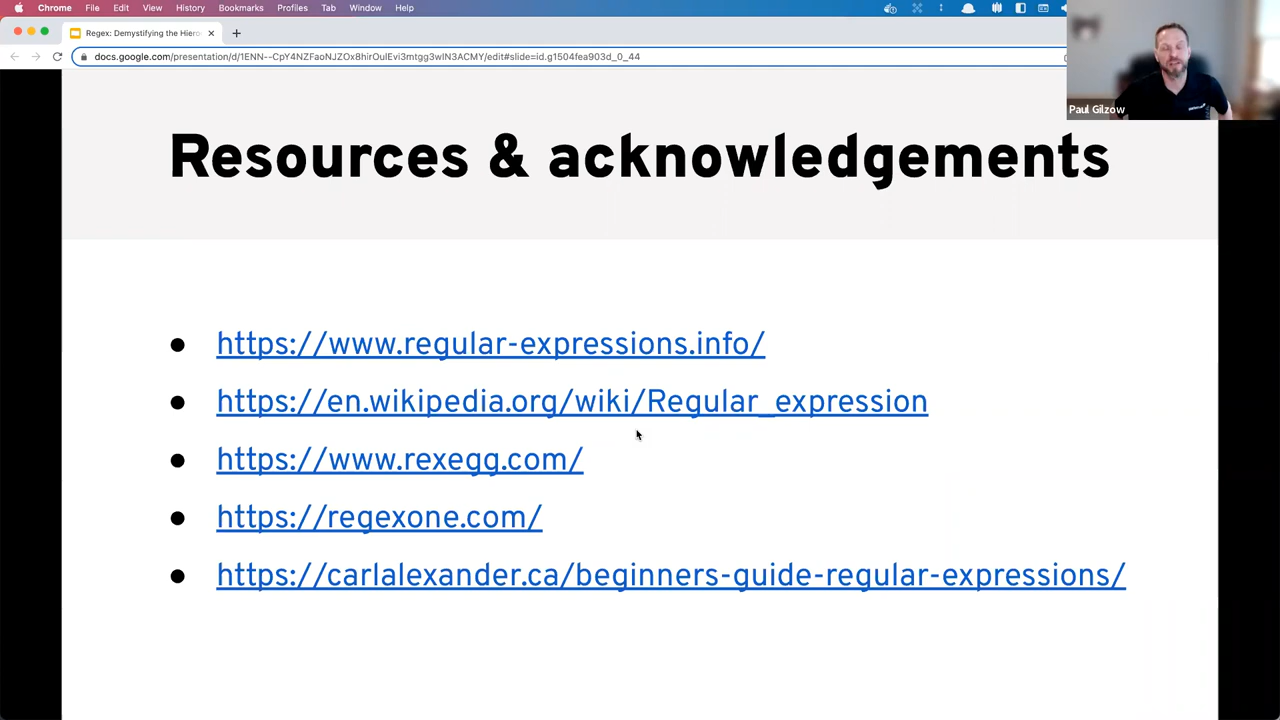 Chrome File Edit View History Bookmarks Profiles Tab Window Help
Regex: Demystifying the Hiero
docs.google.com/presentation/d/1ENN--CpY4NZFaoNJZOx8hirOulEvi3mtgg3wIN3ACMY/edit#slide=id.g1504fea903d_0_44
Paul Gilzow
Resources & acknowledgements
● https://www.regular-expressions.info/
● https://en.wikipedia.org/wiki/Regular_expression
● https://www.rexegg.com/
● https://regexone.com/
● https://carlalexander.ca/beginners-guide-regular-expressions/